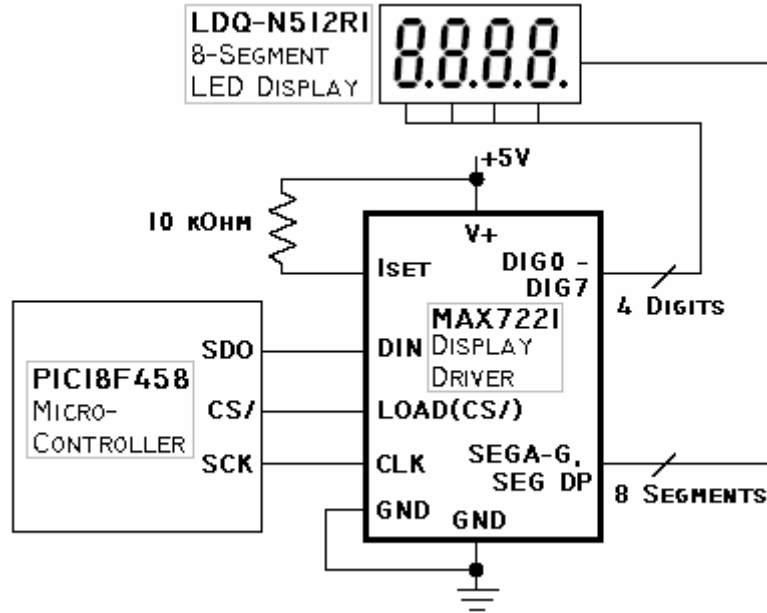 LDQ-N512RI
8-SEGMENT
LED DISPLAY
8.8.8.8.
+5V
10 KOHM
V+
ISET
DIG0 -
DIG7
4 DIGITS
MAX7221
DISPLAY
DRIVER
SDO
DIN
PIC18F458
MICRO-
CONTROLLER
CS/
LOAD(CS/)
SCK
CLK
SEGA-G,
SEG DP
8 SEGMENTS
GND
GND